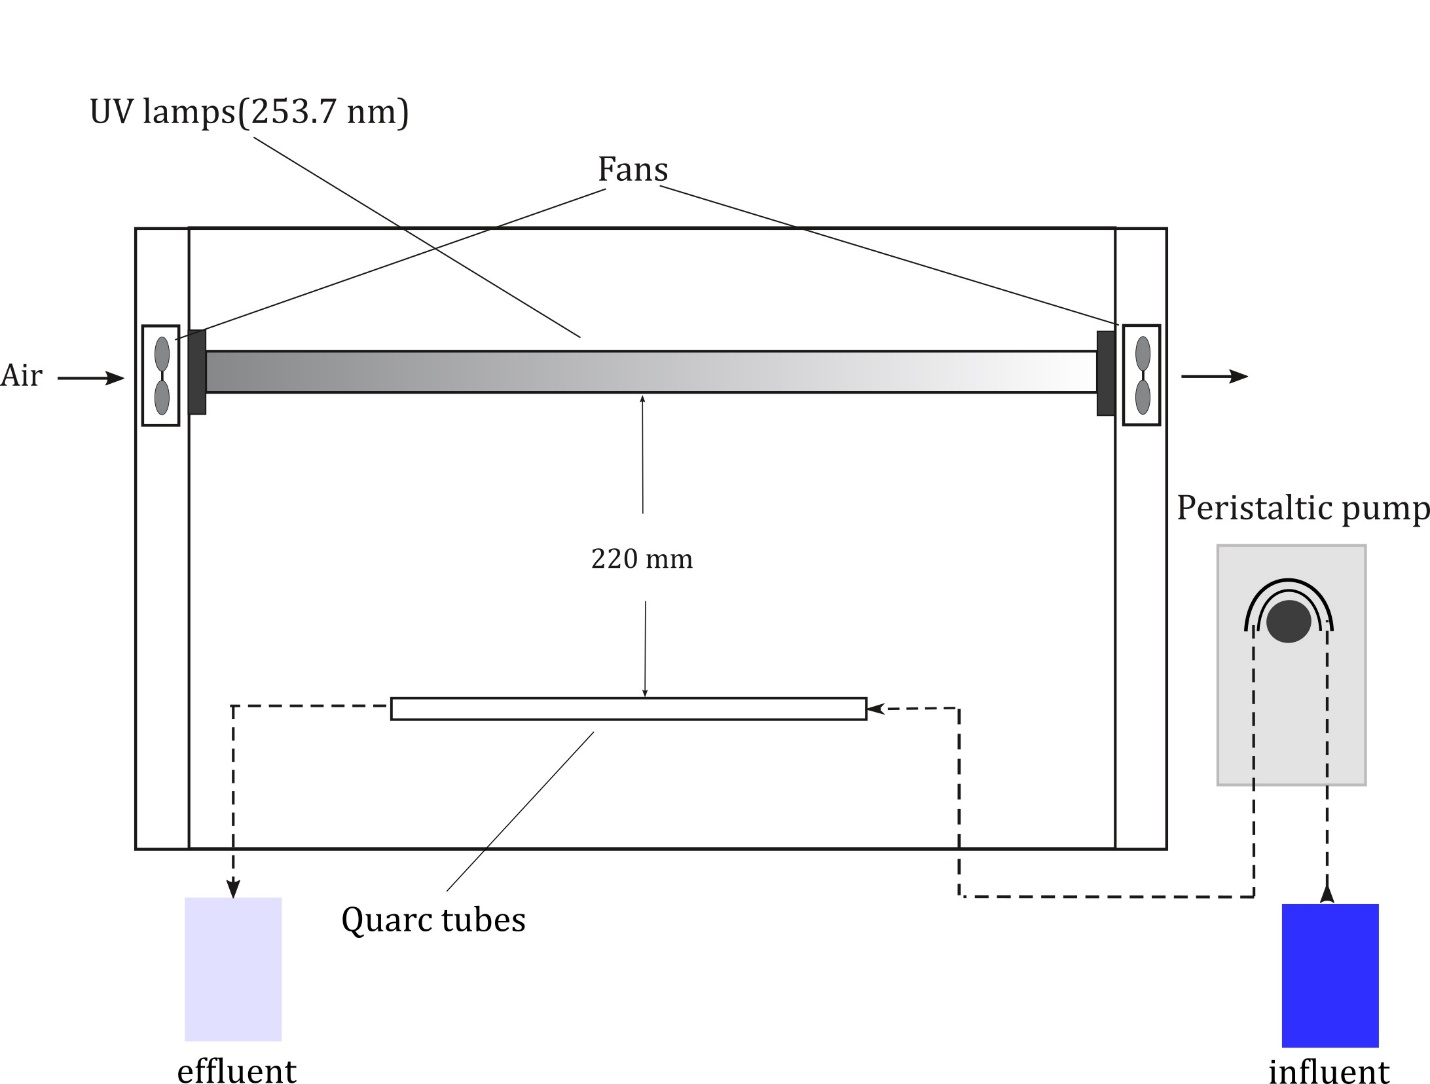 UV lamps(253.7 nm)
Fans
Air
Peristaltic pump
220 mm
Quarc tubes
effluent
influent